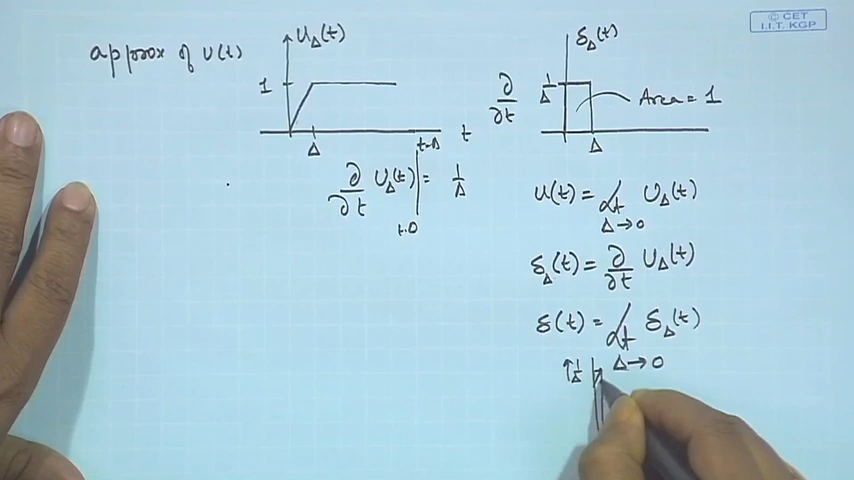 © CET
I.I.T. KGP
approx of U(t)
U_Δ(t)
1
Δ
t
∂/∂t U_Δ(t) |_{t=0}^{t=Δ} = 1/Δ
δ_Δ(t)
∂/∂t
1/Δ
Area = 1
Δ
U(t) = Lt_{Δ→0} U_Δ(t)
δ_Δ(t) = ∂/∂t U_Δ(t)
δ(t) = Lt_{Δ→0} δ_Δ(t)
↑ 1/Δ